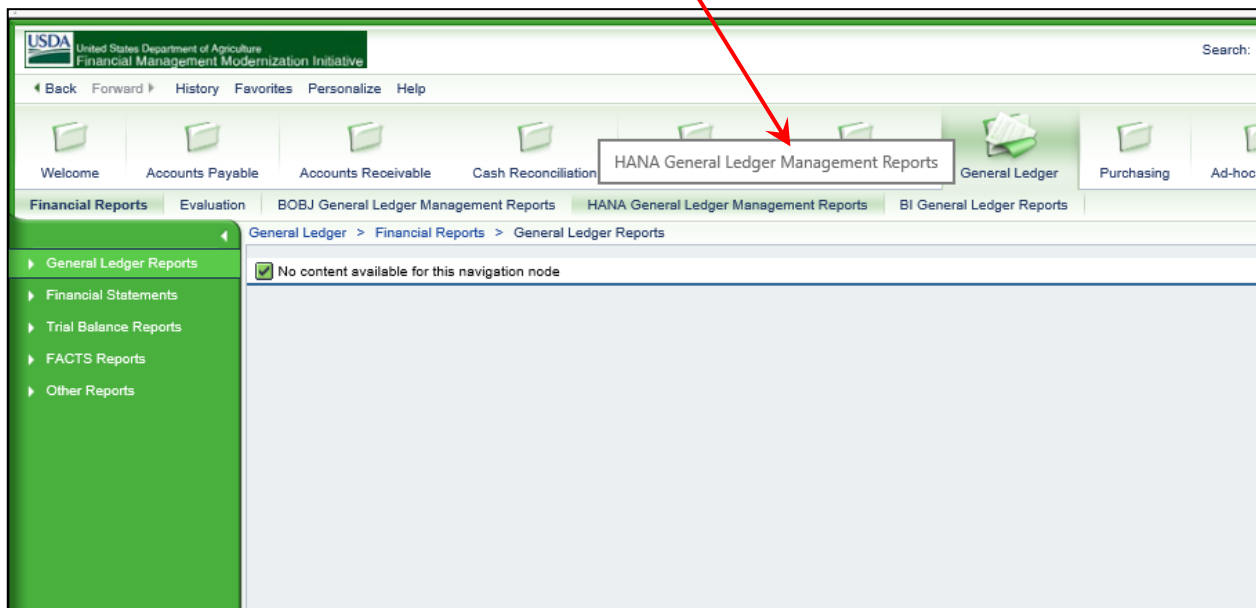 USDA United States Department of Agriculture
Financial Management Modernization Initiative
Search:
Back Forward History Favorites Personalize Help
HANA General Ledger Management Reports
Welcome Accounts Payable Accounts Receivable Cash Reconciliation General Ledger Purchasing Ad-hoc
Financial Reports Evaluation BOBJ General Ledger Management Reports HANA General Ledger Management Reports BI General Ledger Reports
General Ledger > Financial Reports > General Ledger Reports
General Ledger Reports
No content available for this navigation node
Financial Statements
Trial Balance Reports
FACTS Reports
Other Reports